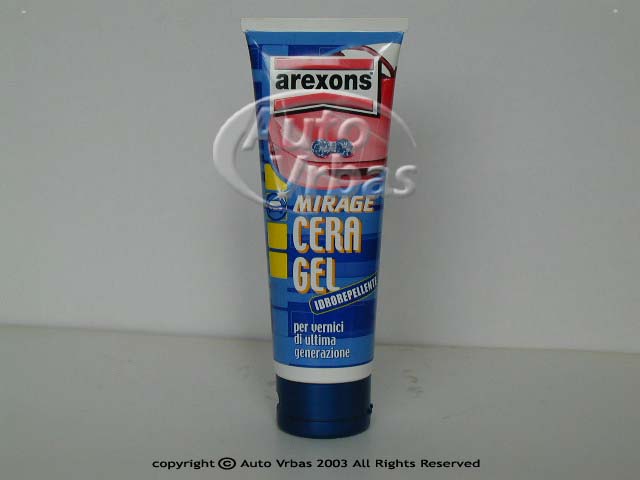 arexons
Auto
Vrbas
MIRAGE
CERA
GEL
IDROREPELLENTE
per vernici
di ultima
generazione
copyright © Auto Vrbas 2003 All Rights Reserved